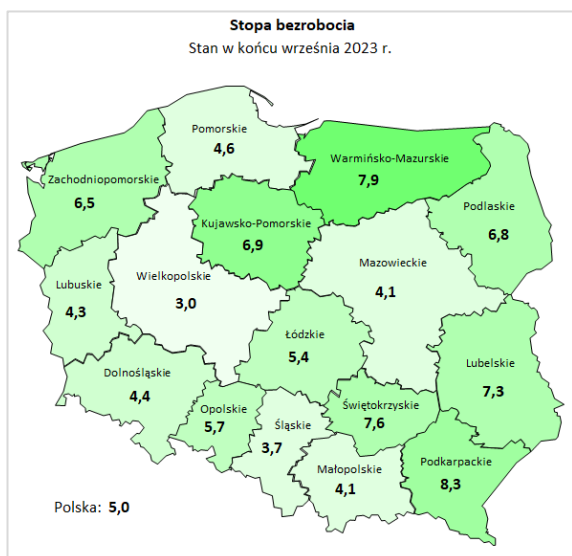 Stopa bezrobocia
Stan w końcu września 2023 r.
Pomorskie
4,6
Warmińsko-Mazurskie
7,9
Zachodniopomorskie
6,5
Podlaskie
6,8
Kujawsko-Pomorskie
6,9
Mazowieckie
4,1
Wielkopolskie
3,0
Lubuskie
4,3
Łódzkie
5,4
Lubelskie
7,3
Dolnośląskie
4,4
Opolskie
5,7
Świętokrzyskie
7,6
Śląskie
3,7
Małopolskie
4,1
Podkarpackie
8,3
Polska: 5,0